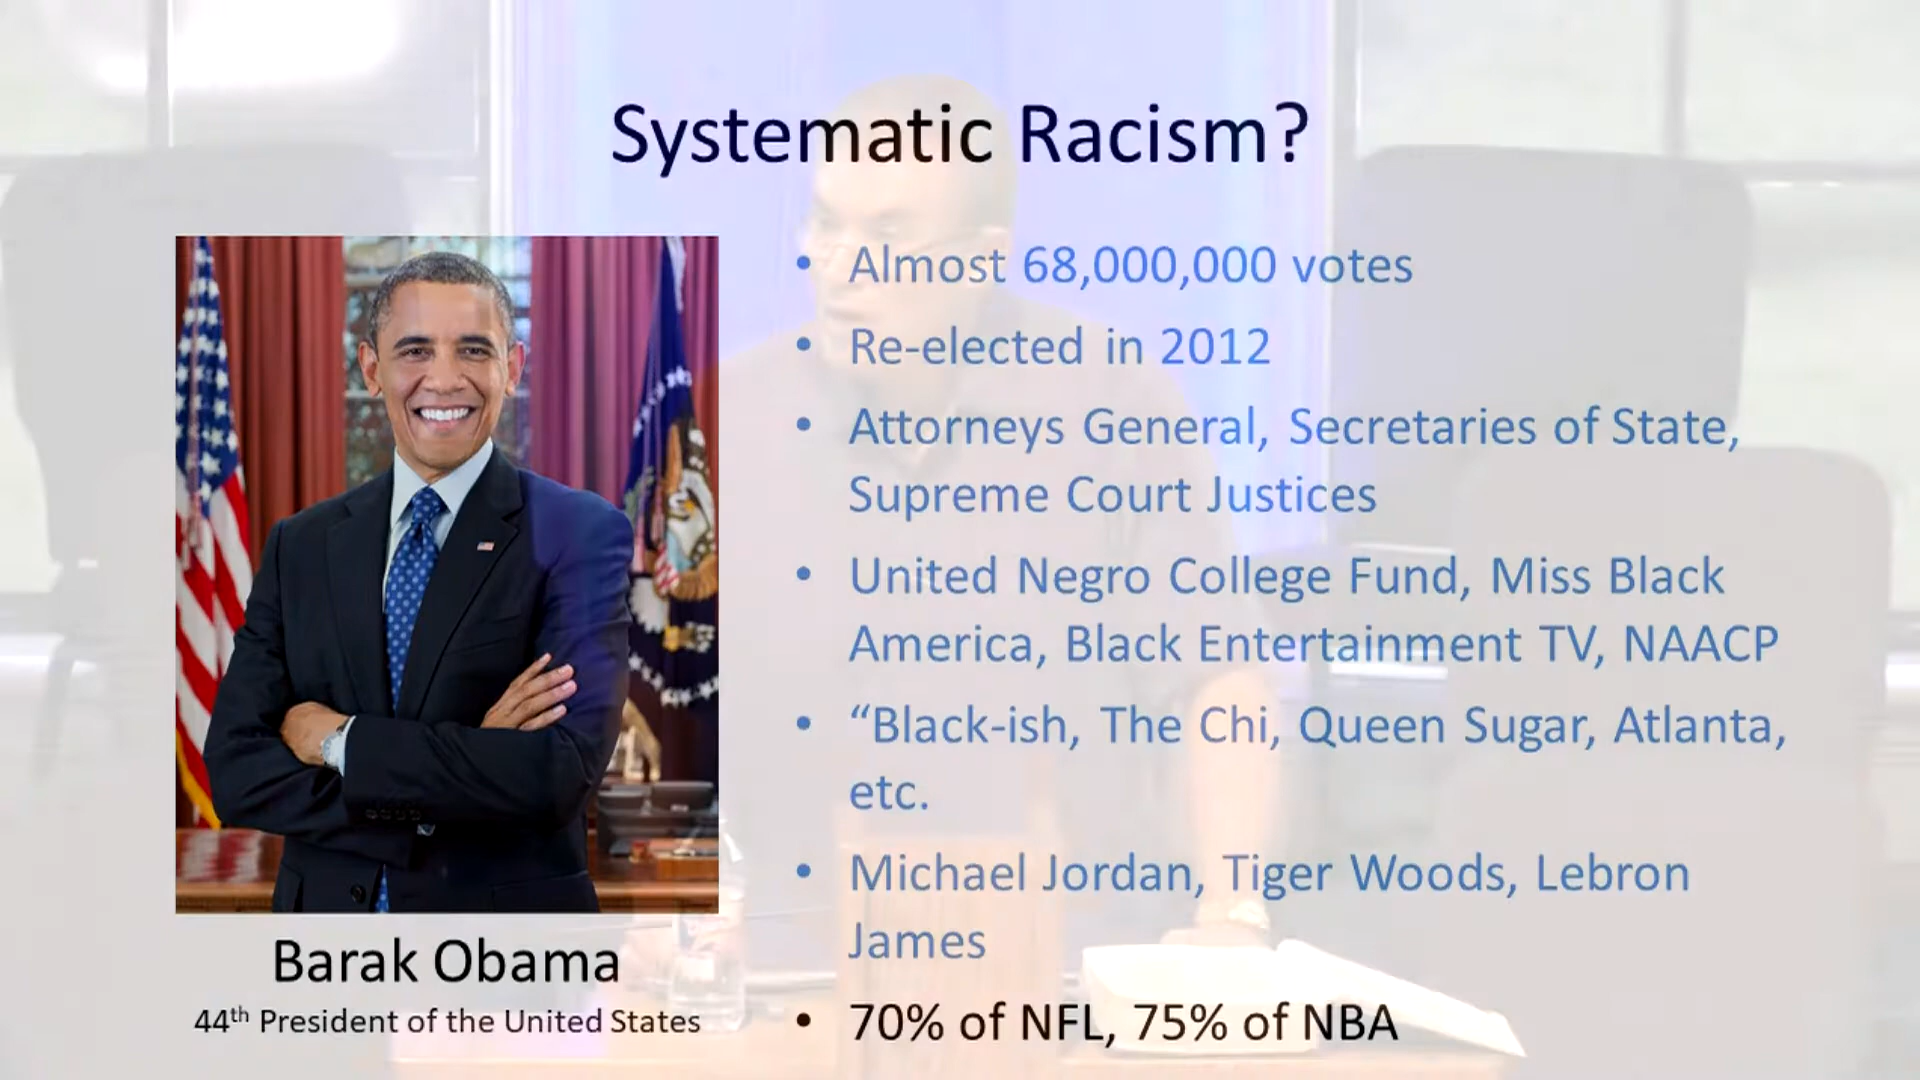 Systematic Racism?
• Almost 68,000,000 votes
• Re-elected in 2012
• Attorneys General, Secretaries of State,
Supreme Court Justices
• United Negro College Fund, Miss Black
America, Black Entertainment TV, NAACP
• “Black-ish, The Chi, Queen Sugar, Atlanta,
etc.
• Michael Jordan, Tiger Woods, Lebron
James
• 70% of NFL, 75% of NBA
Barak Obama
44th President of the United States